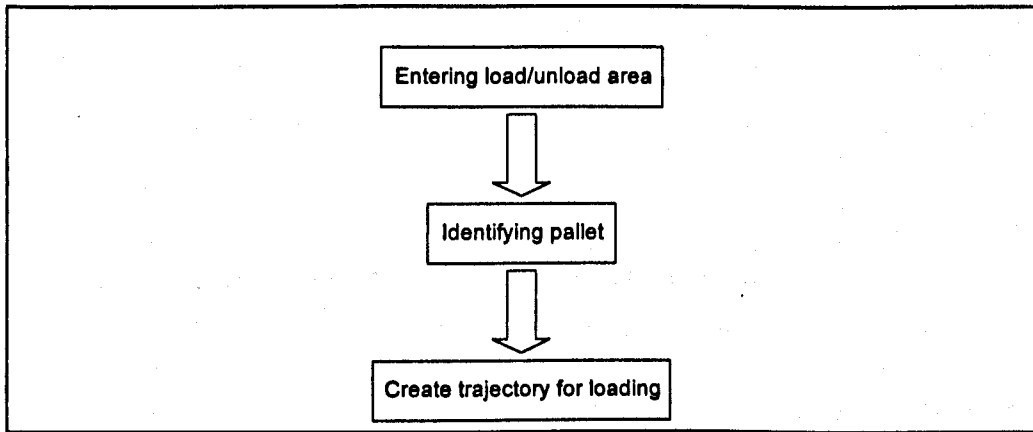 Entering load/unload area
Identifying pallet
Create trajectory for loading